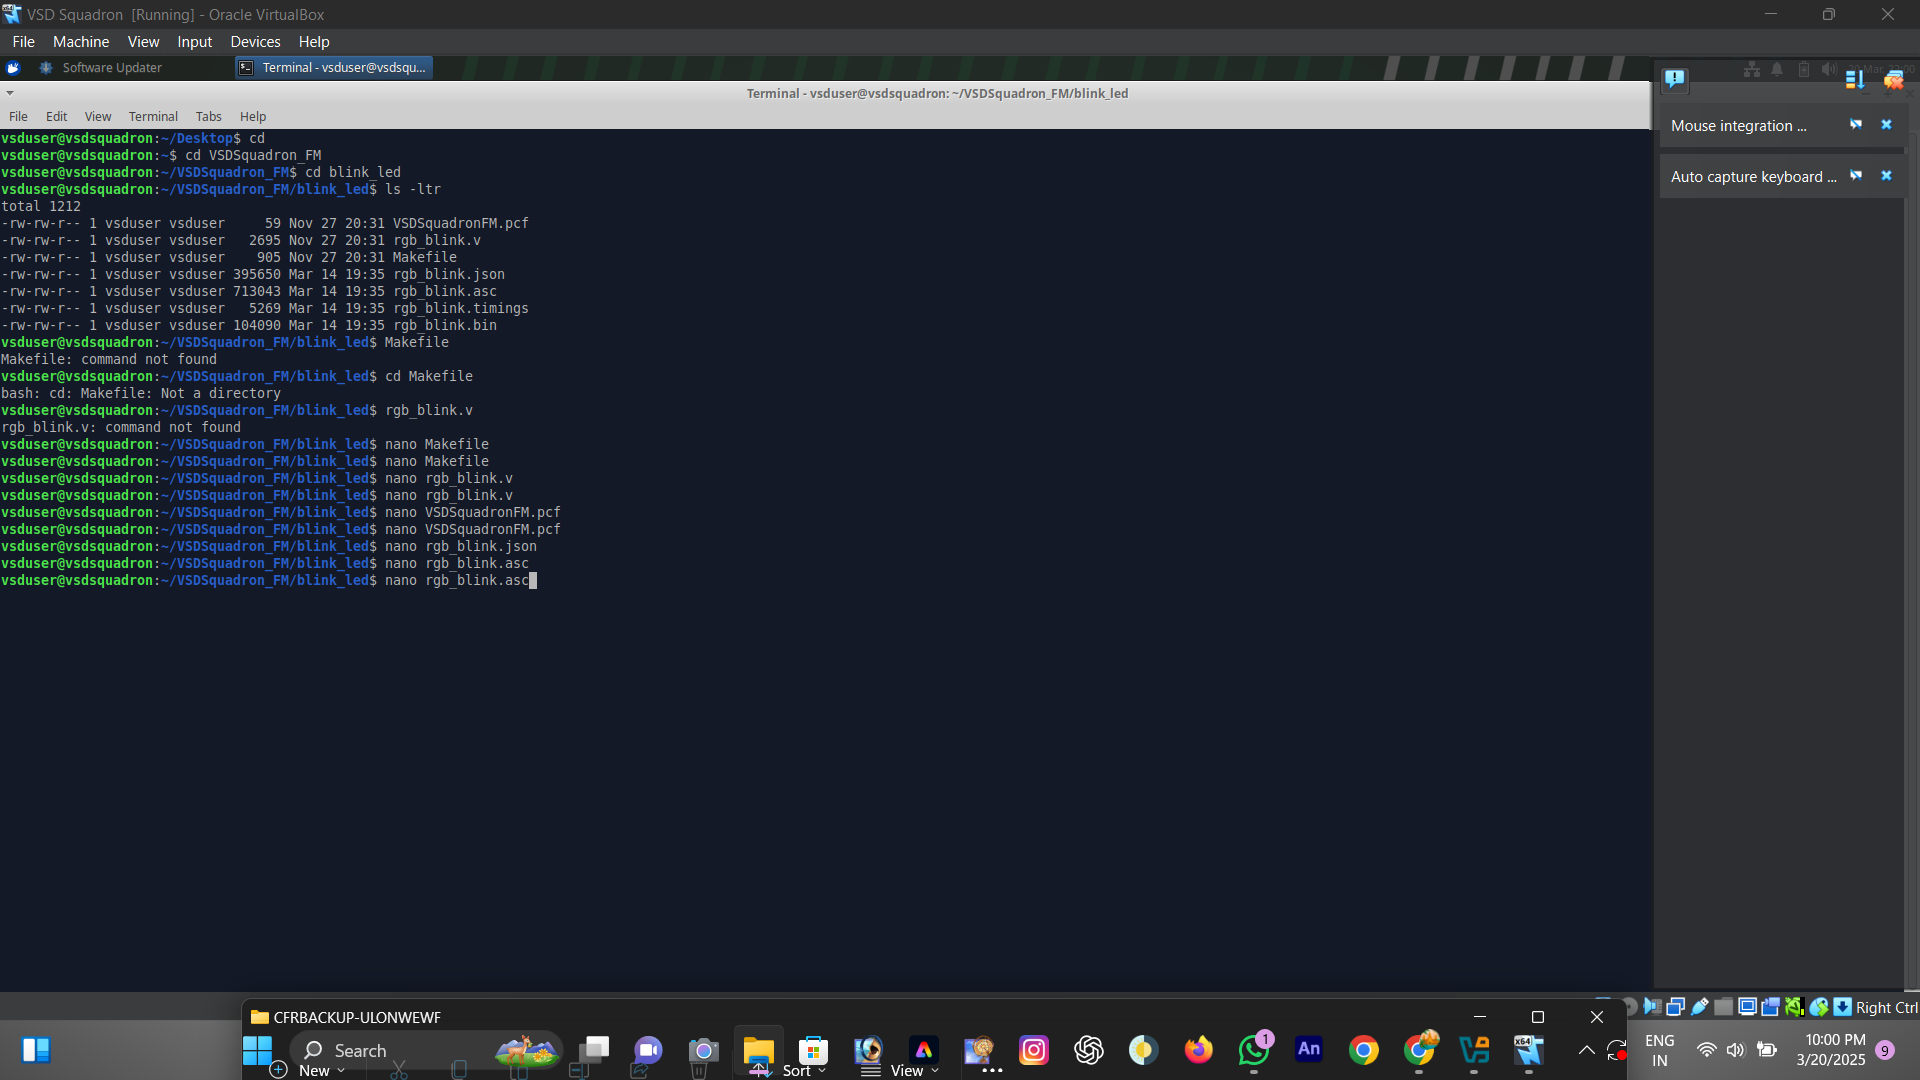 VSD Squadron [Running] - Oracle VirtualBox
File Machine View Input Devices Help
Software Updater
Terminal - vsduser@vsdsqu...
Terminal - vsduser@vsdsquadron: ~/VSDSquadron_FM/blink_led
File Edit View Terminal Tabs Help
vsduser@vsdsquadron:~/Desktop$ cd
vsduser@vsdsquadron:~$ cd VSDSquadron_FM
vsduser@vsdsquadron:~/VSDSquadron_FM$ cd blink_led
vsduser@vsdsquadron:~/VSDSquadron_FM/blink_led$ ls -ltr
total 1212
-rw-rw-r-- 1 vsduser vsduser     59 Nov 27 20:31 VSDSquadronFM.pcf
-rw-rw-r-- 1 vsduser vsduser   2695 Nov 27 20:31 rgb_blink.v
-rw-rw-r-- 1 vsduser vsduser    905 Nov 27 20:31 Makefile
-rw-rw-r-- 1 vsduser vsduser 395650 Mar 14 19:35 rgb_blink.json
-rw-rw-r-- 1 vsduser vsduser 713043 Mar 14 19:35 rgb_blink.asc
-rw-rw-r-- 1 vsduser vsduser   5269 Mar 14 19:35 rgb_blink.timings
-rw-rw-r-- 1 vsduser vsduser 104090 Mar 14 19:35 rgb_blink.bin
vsduser@vsdsquadron:~/VSDSquadron_FM/blink_led$ Makefile
Makefile: command not found
vsduser@vsdsquadron:~/VSDSquadron_FM/blink_led$ cd Makefile
bash: cd: Makefile: Not a directory
vsduser@vsdsquadron:~/VSDSquadron_FM/blink_led$ rgb_blink.v
rgb_blink.v: command not found
vsduser@vsdsquadron:~/VSDSquadron_FM/blink_led$ nano Makefile
vsduser@vsdsquadron:~/VSDSquadron_FM/blink_led$ nano Makefile
vsduser@vsdsquadron:~/VSDSquadron_FM/blink_led$ nano rgb_blink.v
vsduser@vsdsquadron:~/VSDSquadron_FM/blink_led$ nano rgb_blink.v
vsduser@vsdsquadron:~/VSDSquadron_FM/blink_led$ nano VSDSquadronFM.pcf
vsduser@vsdsquadron:~/VSDSquadron_FM/blink_led$ nano VSDSquadronFM.pcf
vsduser@vsdsquadron:~/VSDSquadron_FM/blink_led$ nano rgb_blink.json
vsduser@vsdsquadron:~/VSDSquadron_FM/blink_led$ nano rgb_blink.asc
vsduser@vsdsquadron:~/VSDSquadron_FM/blink_led$ nano rgb_blink.asc
Mouse integration ...
Auto capture keyboard ...
Right Ctrl
CFRBACKUP-ULONWEWF
Search
New
Sort
View
1
An
x64
ENG
IN
10:00 PM
3/20/2025
9